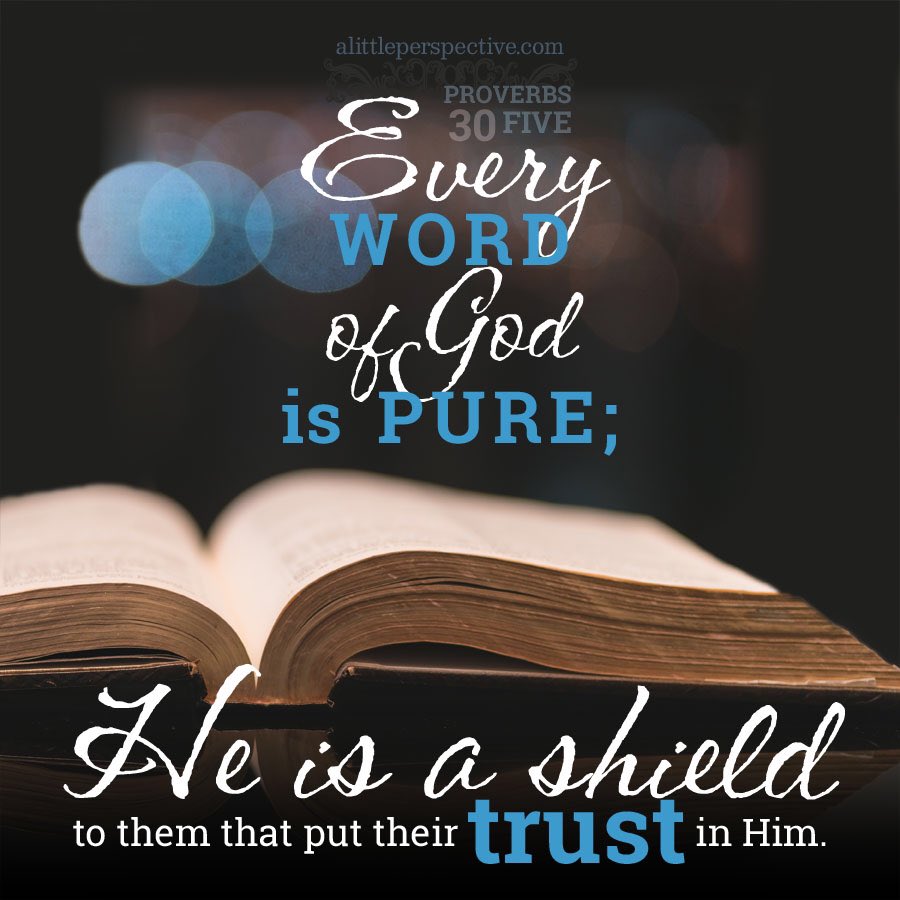 alittleperspective.com
PROVERBS
30 FIVE
Every
WORD
of God
is PURE;
He is a shield
to them that put their trust in Him.